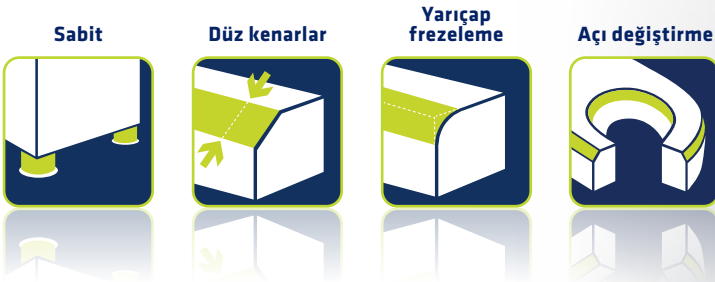 Sabit
Düz kenarlar
Yarıçap
frezeleme
Açı değiştirme